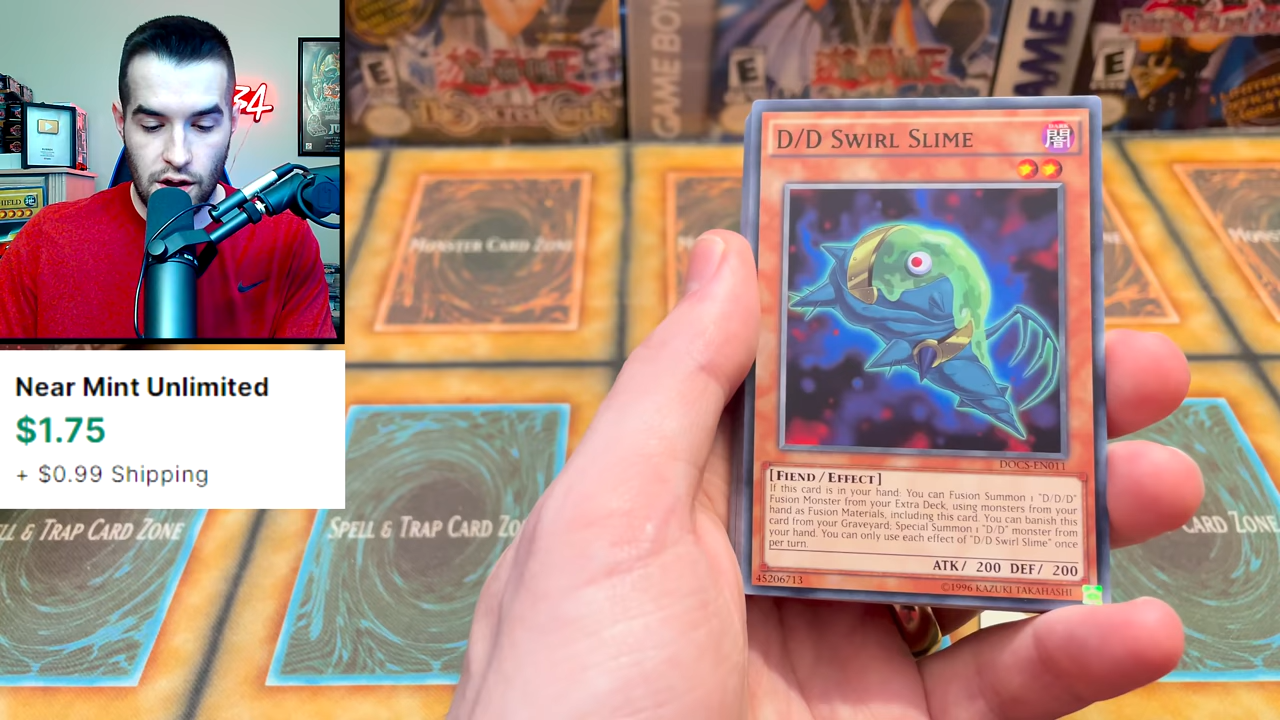 GAME BOY
GAME
E
E
E
34
Near Mint Unlimited
$1.75
+ $0.99 Shipping
MONSTER CARD ZONE
SPELL & TRAP CARD ZO
LL & TRAP CARD ZONE
CARD ZONE
D/D SWIRL SLIME
闇
DOCS-EN011
[FIEND / EFFECT]
If this card is in your hand: You can Fusion Summon 1 "D/D/D"
Fusion Monster from your Extra Deck, using monsters from your
hand as Fusion Materials, including this card. You can banish this
card from your Graveyard; Special Summon 1 "D/D" monster from
your hand. You can only use each effect of "D/D Swirl Slime" once
per turn.
ATK/ 200 DEF/ 200
45206713
©1996 KAZUKI TAKAHASHI